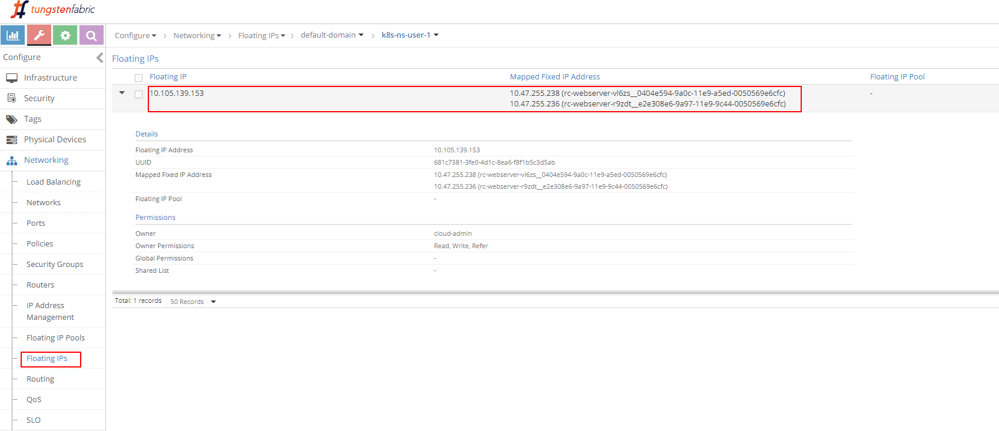 tungstenfabric
Configure
Networking
Floating IPs
default-domain
k8s-ns-user-1
Configure
Infrastructure
Security
Tags
Physical Devices
Networking
Load Balancing
Networks
Ports
Policies
Security Groups
Routers
IP Address
Management
Floating IP Pools
Floating IPs
Routing
QoS
SLO
Floating IPs
Floating IP Mapped Fixed IP Address Floating IP Pool
10.105.139.153 10.47.255.238 (rc-webserver-vl6zs__0404e594-9a0c-11e9-a5ed-0050569e6cfc) -
10.47.255.236 (rc-webserver-r9zdt__e2e308e6-9a97-11e9-9c44-0050569e6cfc)
Details
Floating IP Address 10.105.139.153
UUID 681c7381-3fe0-4d1c-8ea6-f8f1b5c3d5ab
Mapped Fixed IP Address 10.47.255.238 (rc-webserver-vl6zs__0404e594-9a0c-11e9-a5ed-0050569e6cfc)
10.47.255.236 (rc-webserver-r9zdt__e2e308e6-9a97-11e9-9c44-0050569e6cfc)
Floating IP Pool -
Permissions
Owner cloud-admin
Owner Permissions Read, Write, Refer
Global Permissions -
Shared List -
Total: 1 records 50 Records